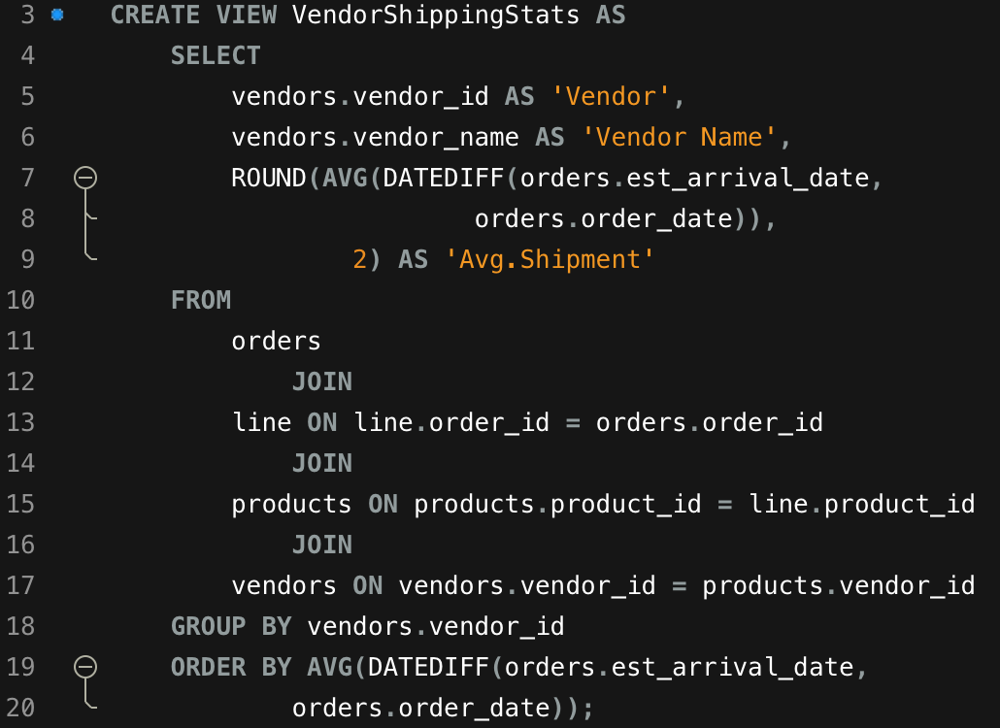 3 CREATE VIEW VendorShippingStats AS
4 SELECT
5 vendors.vendor_id AS 'Vendor',
6 vendors.vendor_name AS 'Vendor Name',
7 ROUND(AVG(DATEDIFF(orders.est_arrival_date,
8 orders.order_date)),
9 2) AS 'Avg.Shipment'
10 FROM
11 orders
12 JOIN
13 line ON line.order_id = orders.order_id
14 JOIN
15 products ON products.product_id = line.product_id
16 JOIN
17 vendors ON vendors.vendor_id = products.vendor_id
18 GROUP BY vendors.vendor_id
19 ORDER BY AVG(DATEDIFF(orders.est_arrival_date,
20 orders.order_date));